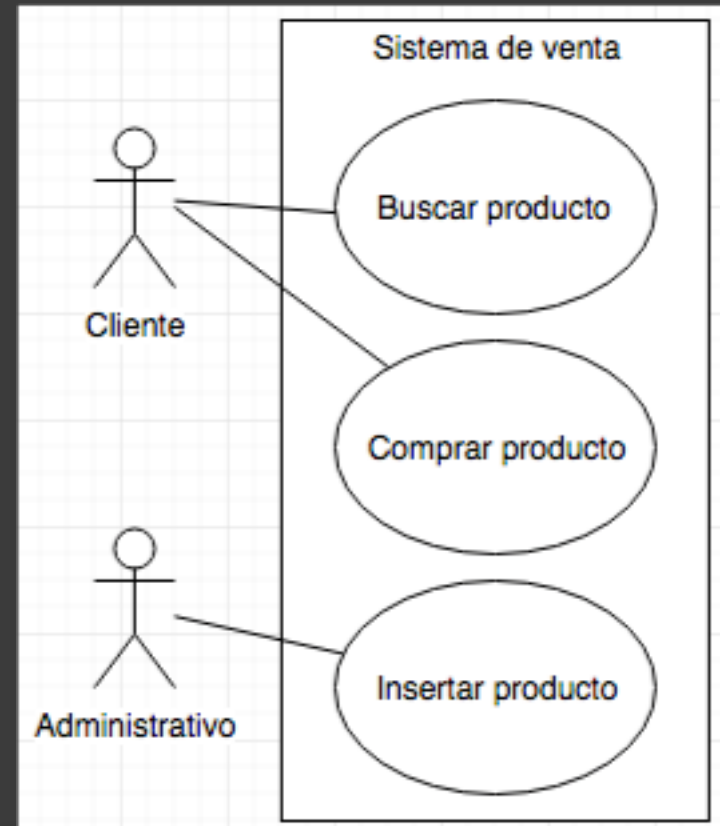 Sistema de venta
Buscar producto
Cliente
Comprar producto
Insertar producto
Administrativo